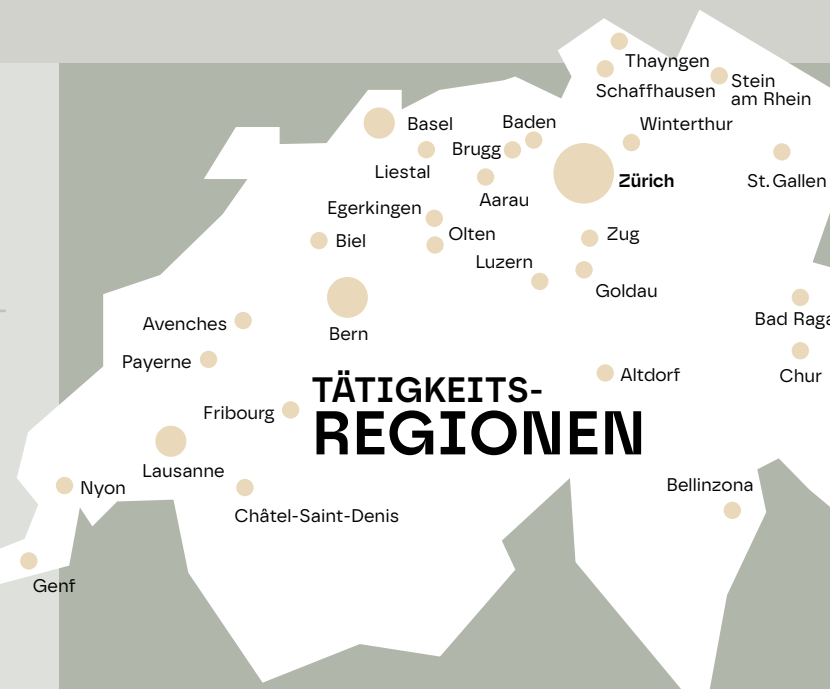 Thayngen
Schaffhausen
Stein
am Rhein
Basel
Baden
Winterthur
Brugg
Liestal
Zürich
St. Gallen
Aarau
Egerkingen
Olten
Zug
Biel
Luzern
Goldau
Bad Raga
Avenches
Bern
Payerne
Altdorf
Chur
TÄTIGKEITS-
REGIONEN
Fribourg
Lausanne
Nyon
Bellinzona
Châtel-Saint-Denis
Genf